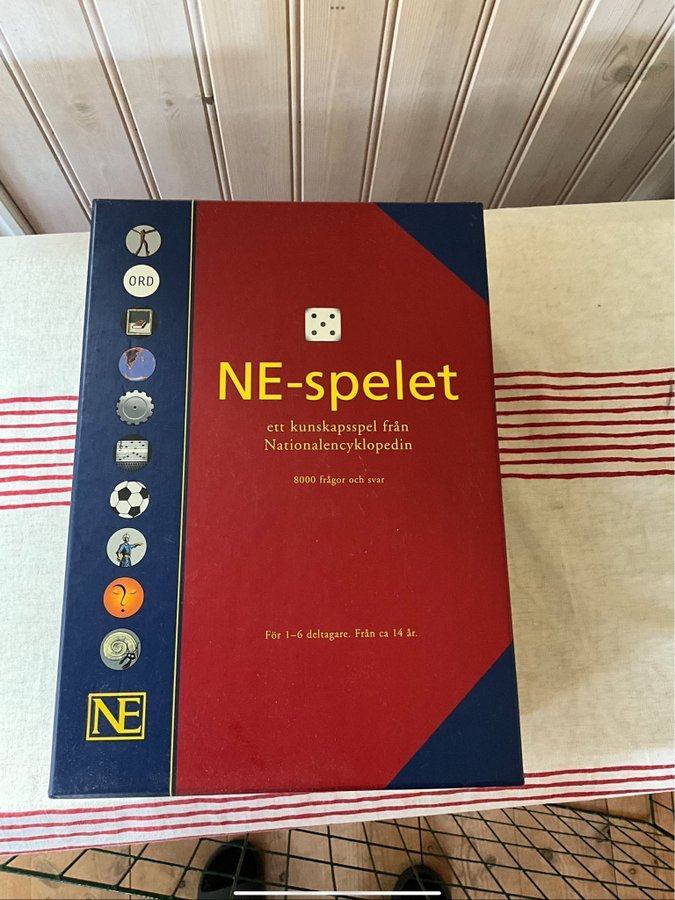 ORD
NE-spelet
ett kunskapsspel från
Nationalencyklopedin
8000 frågor och svar
För 1–6 deltagare. Från ca 14 år.
?
NE